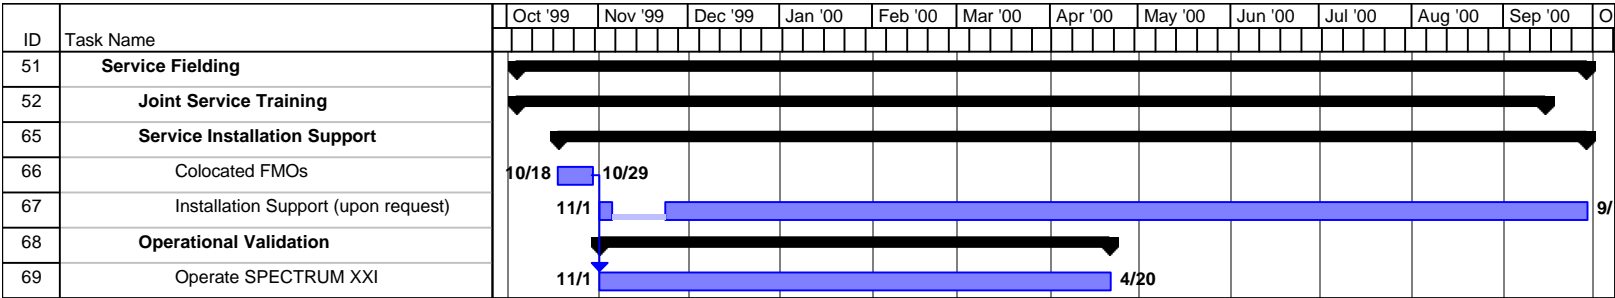 Oct '99 Nov '99 Dec '99 Jan '00 Feb '00 Mar '00 Apr '00 May '00 Jun '00 Jul '00 Aug '00 Sep '00 O
ID Task Name
51 Service Fielding
52 Joint Service Training
65 Service Installation Support
66 Colocated FMOs 10/18 10/29
67 Installation Support (upon request) 11/1 9/
68 Operational Validation
69 Operate SPECTRUM XXI 11/1 4/20